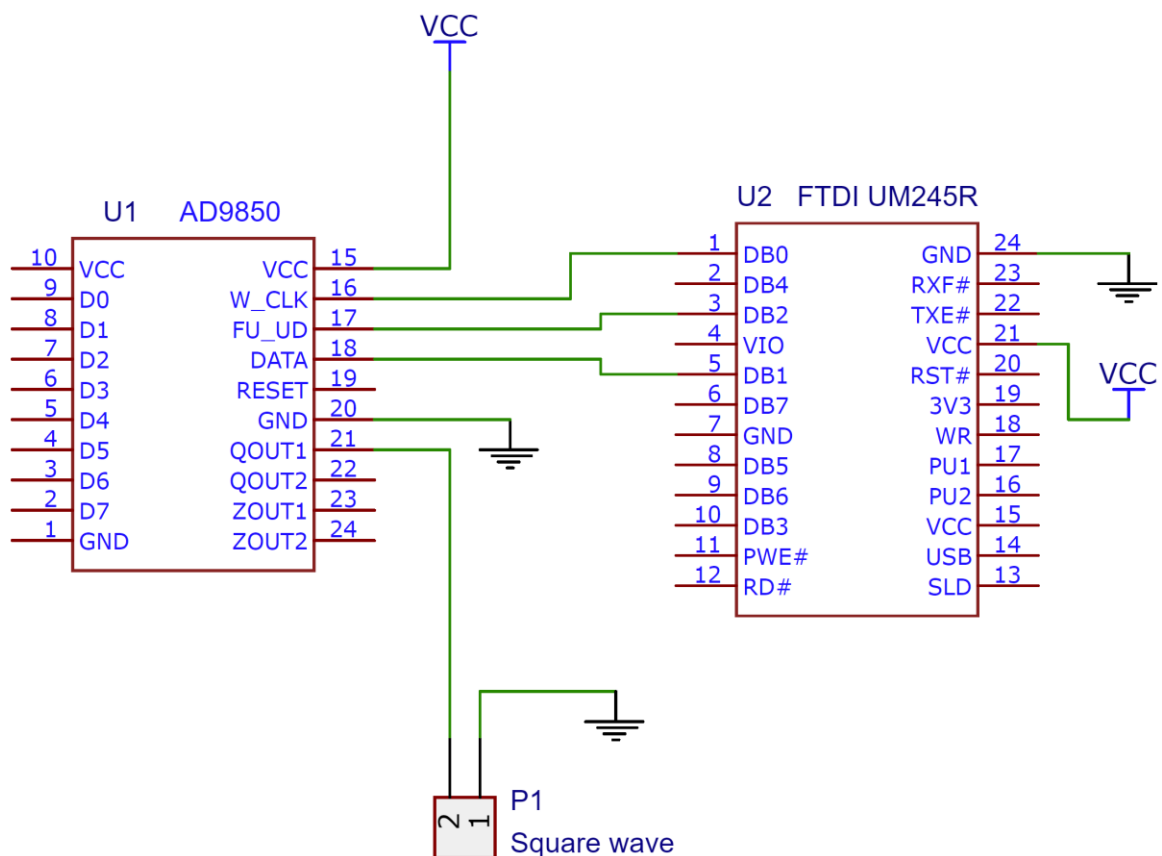 VCC
U1 AD9850
10 VCC VCC 15
9 D0 W_CLK 16
8 D1 FU_UD 17
7 D2 DATA 18
6 D3 RESET 19
5 D4 GND 20
4 D5 QOUT1 21
3 D6 QOUT2 22
2 D7 ZOUT1 23
1 GND ZOUT2 24
U2 FTDI UM245R
1 DB0 GND 24
2 DB4 RXF# 23
3 DB2 TXE# 22
4 VIO VCC 21
5 DB1 RST# 20
6 DB7 3V3 19
7 GND WR 18
8 DB5 PU1 17
9 DB6 PU2 16
10 DB3 VCC 15
11 PWE# USB 14
12 RD# SLD 13
VCC
2 1
P1
Square wave